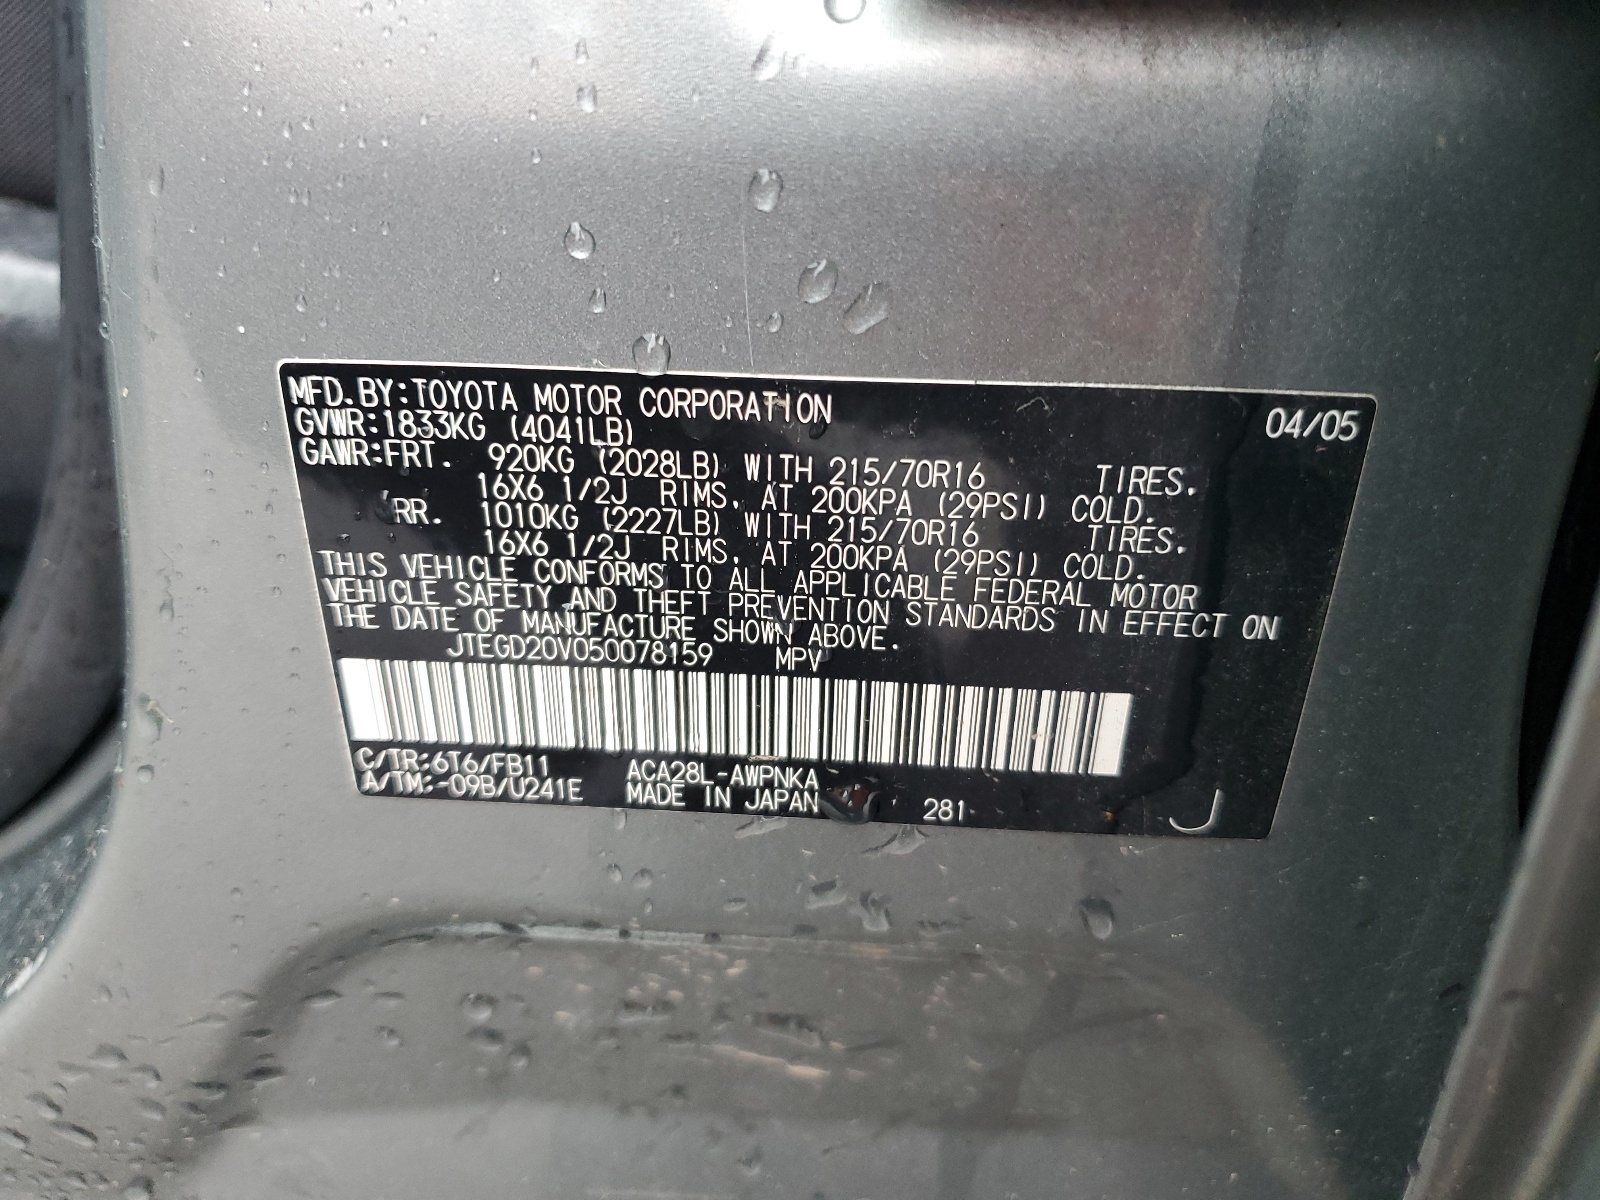 MFD.BY:TOYOTA MOTOR CORPORATION 04/05
GVWR:1833KG (4041LB)
GAWR:FRT. 920KG (2028LB) WITH 215/70R16 TIRES.
16X6 1/2J RIMS, AT 200KPA (29PSI) COLD.
RR. 1010KG (2227LB) WITH 215/70R16 TIRES.
16X6 1/2J RIMS, AT 200KPA (29PSI) COLD.
THIS VEHICLE CONFORMS TO ALL APPLICABLE FEDERAL MOTOR
VEHICLE SAFETY AND THEFT PREVENTION STANDARDS IN EFFECT ON
THE DATE OF MANUFACTURE SHOWN ABOVE.
JTEGD20V050078159 MPV
C/TR:6T6/FB11 ACA28L-AWPNKA
A/TM:-09B/U241E MADE IN JAPAN 281 J